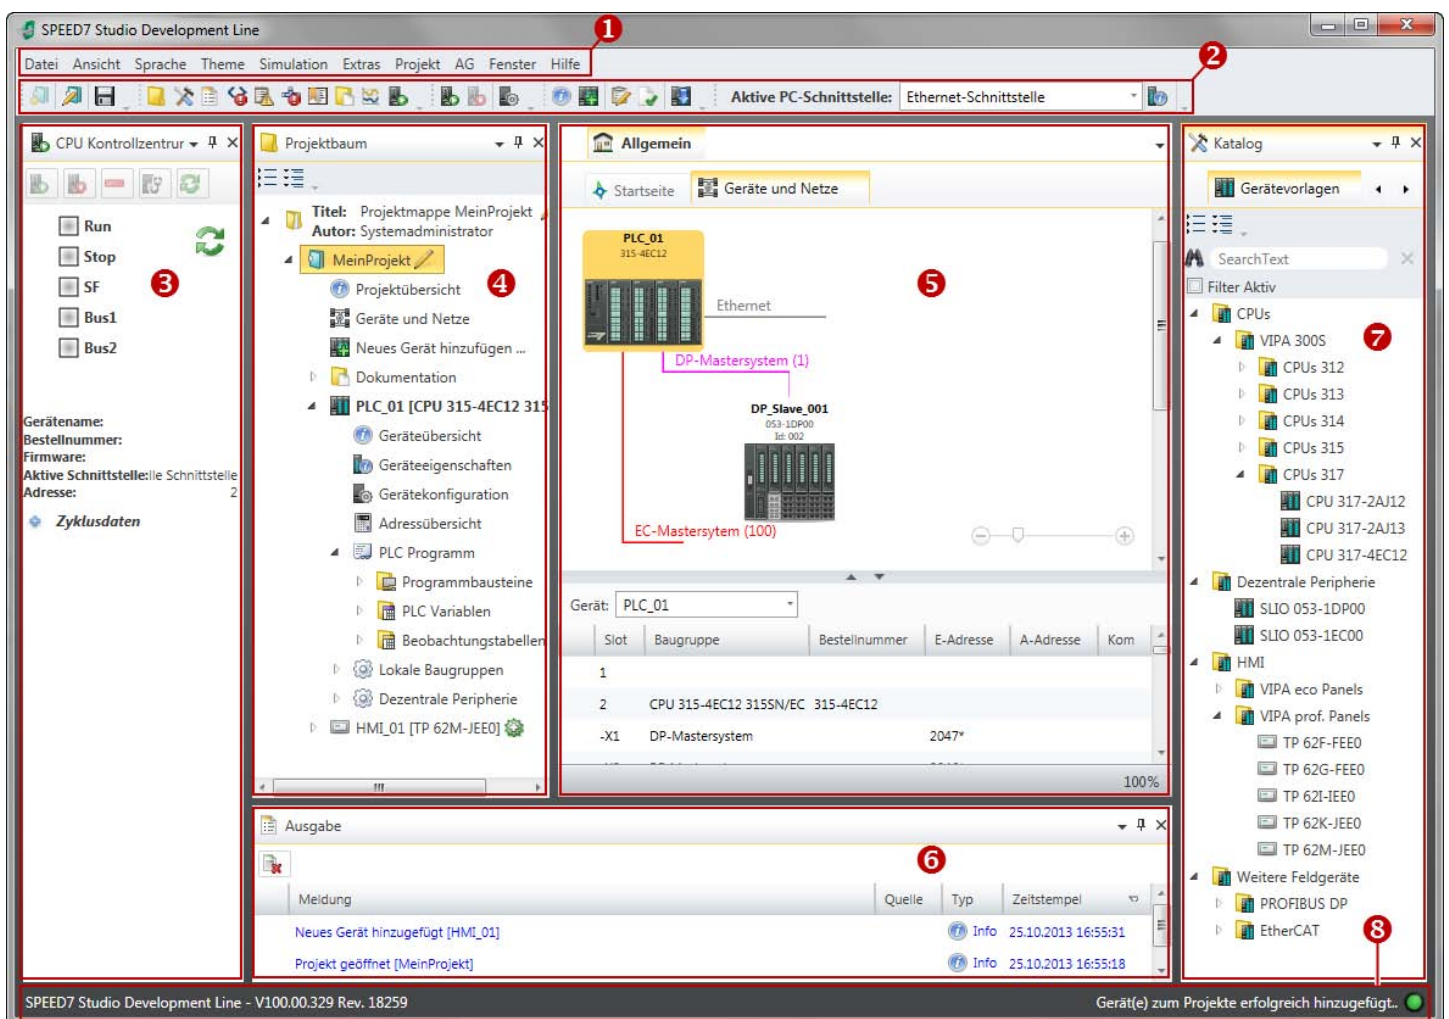 SPEED7 Studio Development Line
1
Datei Ansicht Sprache Theme Simulation Extras Projekt AG Fenster Hilfe
2
Aktive PC-Schnittstelle: Ethernet-Schnittstelle
CPU Kontrollzentrur
Run
Stop
SF
Bus1
Bus2
3
Gerätename:
Bestellnummer:
Firmware:
Aktive Schnittstelle:lle Schnittstelle
Adresse: 2
Zyklusdaten
Projektbaum
Titel: Projektmappe MeinProjekt
Autor: Systemadministrator
MeinProjekt
4
Projektübersicht
Geräte und Netze
Neues Gerät hinzufügen ...
Dokumentation
PLC_01 [CPU 315-4EC12 315
Geräteübersicht
Geräteeigenschaften
Gerätekonfiguration
Adressübersicht
PLC Programm
Programmbausteine
PLC Variablen
Beobachtungstabellen
Lokale Baugruppen
Dezentrale Peripherie
HMI_01 [TP 62M-JEE0]
Allgemein
Startseite Geräte und Netze
PLC_01
315-4EC12
5
Ethernet
DP-Mastersystem (1)
DP_Slave_001
053-1DP00
Id: 002
EC-Mastersytem (100)
Gerät: PLC_01
Slot Baugruppe Bestellnummer E-Adresse A-Adresse Kom
1
2 CPU 315-4EC12 315SN/EC 315-4EC12
-X1 DP-Mastersystem 2047*
100%
Ausgabe
6
Meldung Quelle Typ Zeitstempel
Neues Gerät hinzugefügt [HMI_01] Info 25.10.2013 16:55:31
Projekt geöffnet [MeinProjekt] Info 25.10.2013 16:55:18
Katalog
Gerätevorlagen
SearchText
Filter Aktiv
CPUs
7
VIPA 300S
CPUs 312
CPUs 313
CPUs 314
CPUs 315
CPUs 317
CPU 317-2AJ12
CPU 317-2AJ13
CPU 317-4EC12
Dezentrale Peripherie
SLIO 053-1DP00
SLIO 053-1EC00
HMI
VIPA eco Panels
VIPA prof. Panels
TP 62F-FEE0
TP 62G-FEE0
TP 62I-IEE0
TP 62K-JEE0
TP 62M-JEE0
Weitere Feldgeräte
PROFIBUS DP
EtherCAT
8
SPEED7 Studio Development Line - V100.00.329 Rev. 18259 Gerät(e) zum Projekte erfolgreich hinzugefügt..